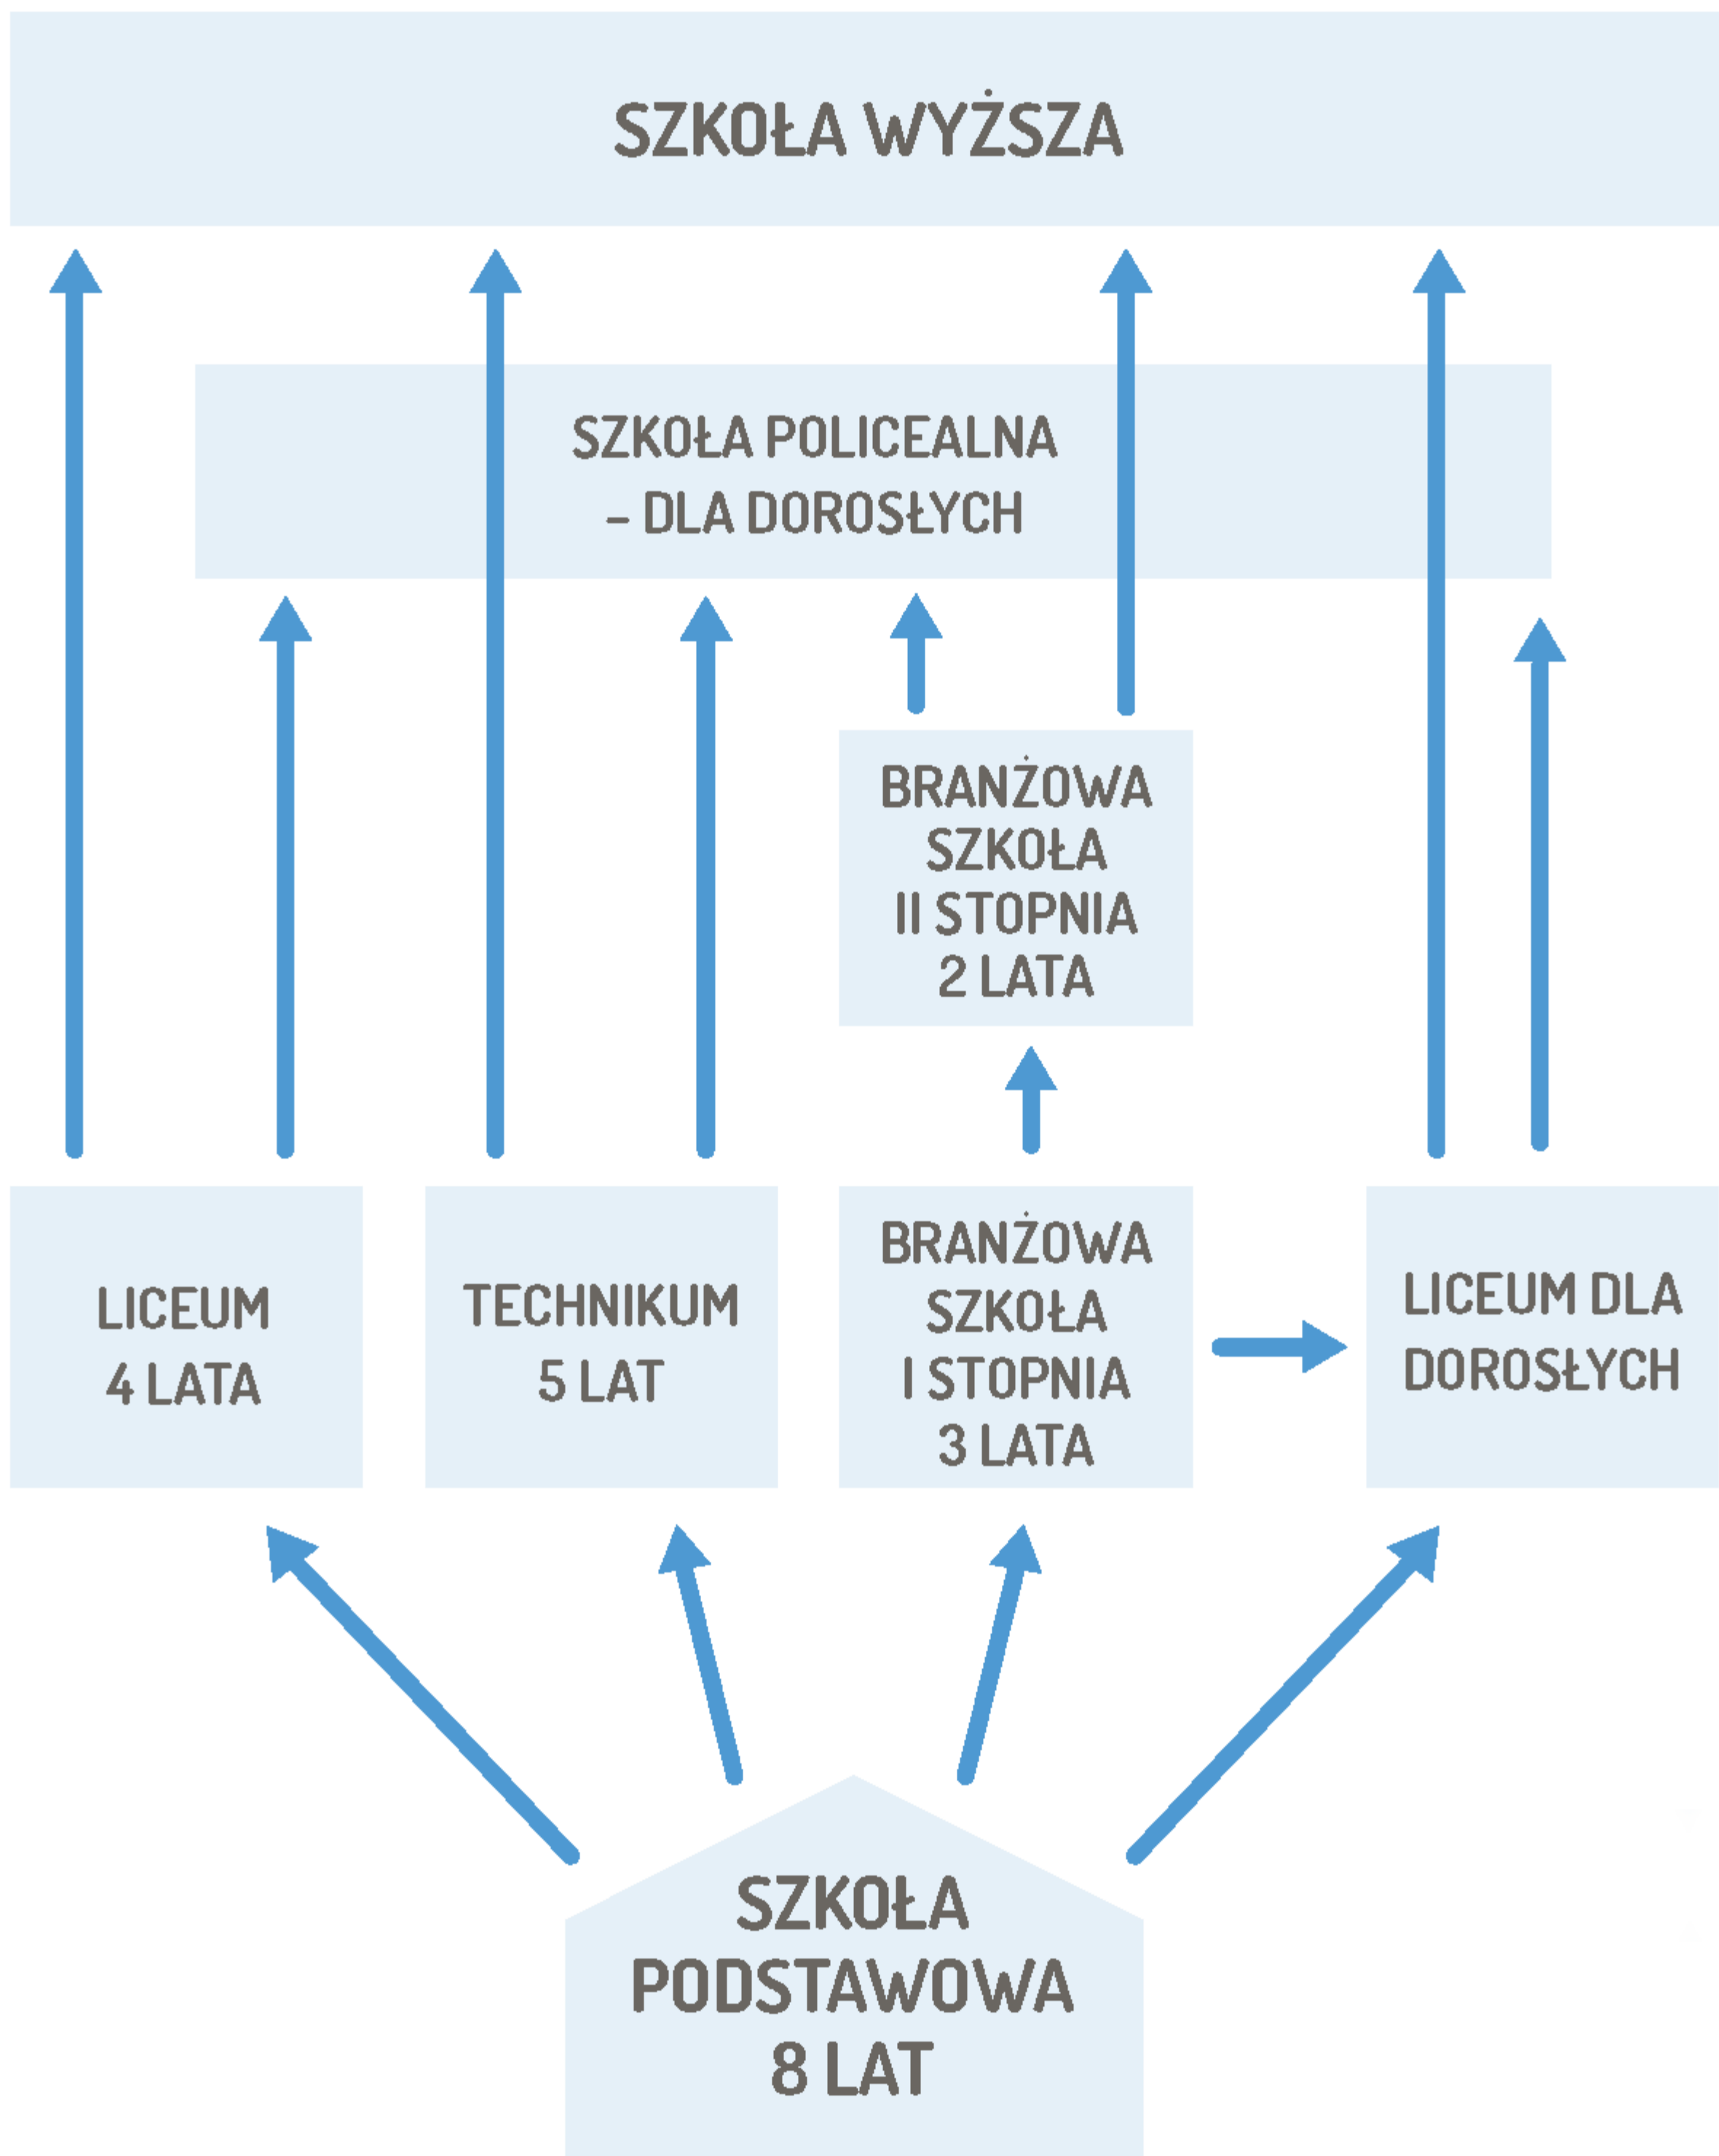 SZKOŁA WYŻSZA
SZKOŁA POLICEALNA
– DLA DOROSŁYCH
BRANŻOWA
SZKOŁA
II STOPNIA
2 LATA
LICEUM
4 LATA
TECHNIKUM
5 LAT
BRANŻOWA
SZKOŁA
I STOPNIA
3 LATA
LICEUM DLA
DOROSŁYCH
SZKOŁA
PODSTAWOWA
8 LAT